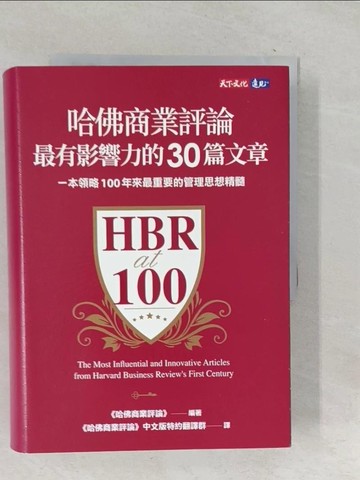 天下文化 遠見
哈佛商業評論
最有影響力的30篇文章
一本領略100年來最重要的管理思想精髓
HBR
at
100
The Most Influential and Innovative Articles
from Harvard Business Review's First Century
《哈佛商業評論》——編著
《哈佛商業評論》中文版特約翻譯群——譯